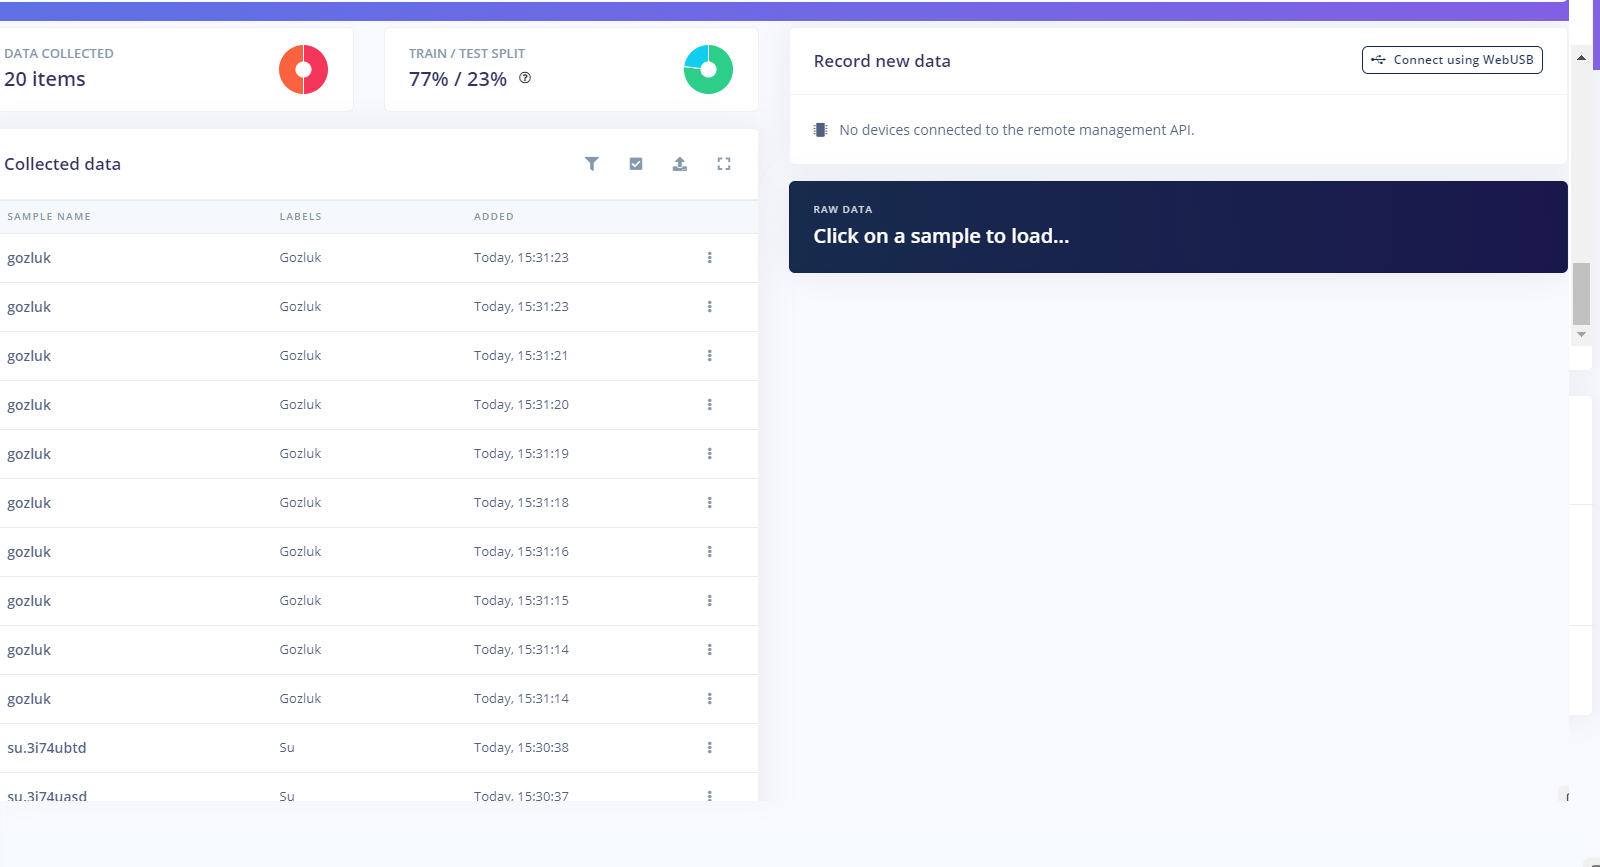 DATA COLLECTED
20 items
TRAIN / TEST SPLIT
77% / 23%
Record new data
Connect using WebUSB
No devices connected to the remote management API.
RAW DATA
Click on a sample to load...
Collected data
SAMPLE NAME LABELS ADDED
gozluk Gozluk Today, 15:31:23
gozluk Gozluk Today, 15:31:23
gozluk Gozluk Today, 15:31:21
gozluk Gozluk Today, 15:31:20
gozluk Gozluk Today, 15:31:19
gozluk Gozluk Today, 15:31:18
gozluk Gozluk Today, 15:31:16
gozluk Gozluk Today, 15:31:15
gozluk Gozluk Today, 15:31:14
gozluk Gozluk Today, 15:31:14
su.3i74ubtd Su Today, 15:30:38
su.3i74uasd Su Today, 15:30:37